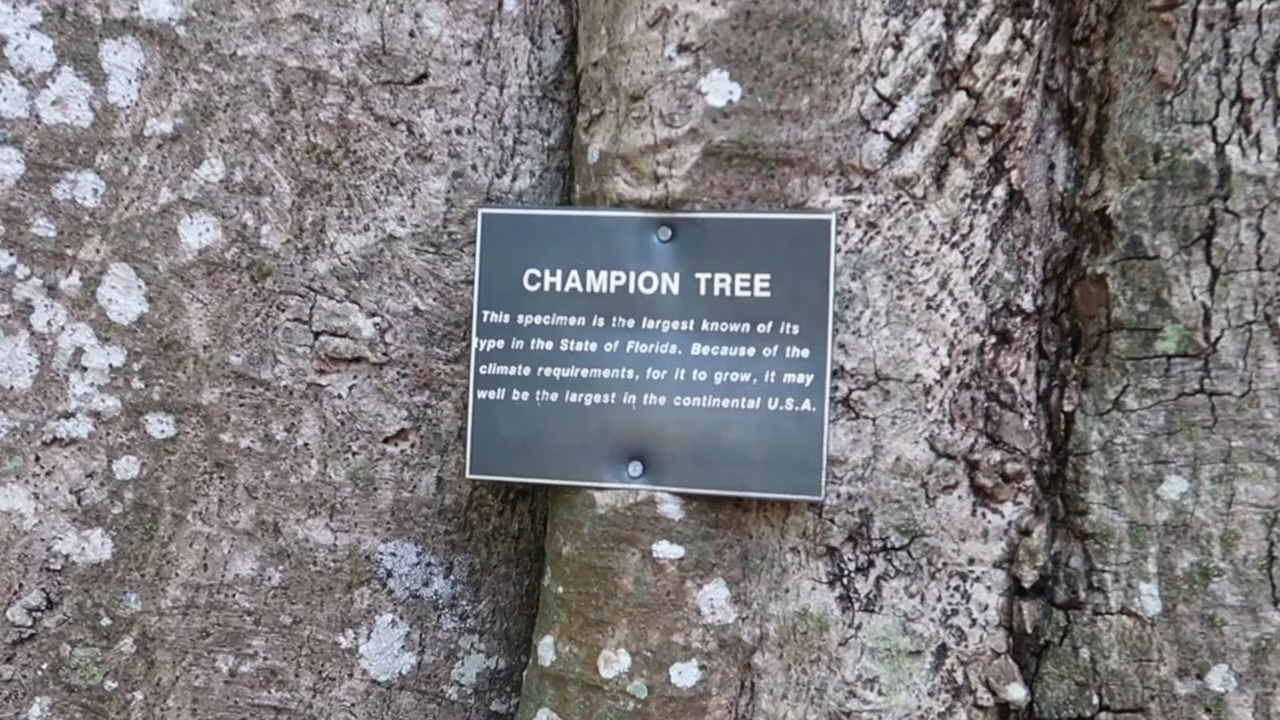 CHAMPION TREE
This specimen is the largest known of its
type in the State of Florida. Because of the
climate requirements, for it to grow, it may
well be the largest in the continental U.S.A.